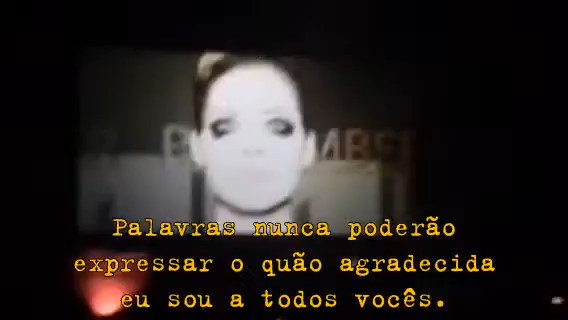 Palavras nunca poderão
expressar o quão agradecida
eu sou a todos vocês.